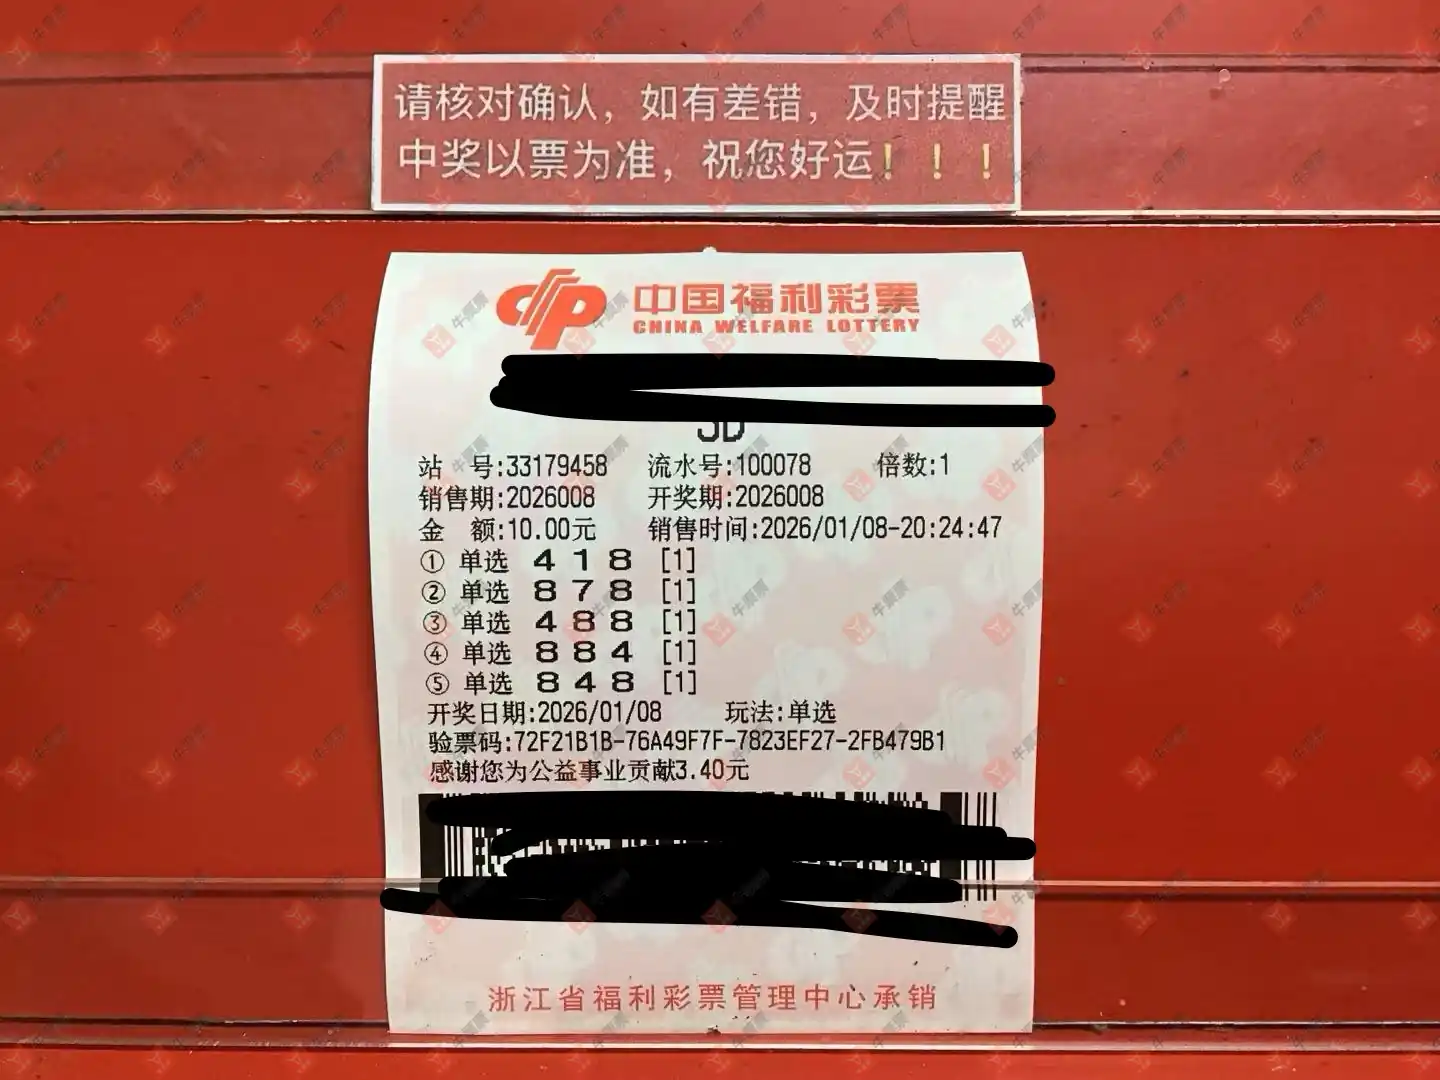 请核对确认，如有差错，及时提醒
中奖以票为准，祝您好运！！！
中国福利彩票
CHINA WELFARE LOTTERY
3D
站 号:33179458 流水号:100078 倍数:1
销售期:2026008 开奖期:2026008
金 额:10.00元 销售时间:2026/01/08-20:24:47
① 单选 4 1 8 [1]
② 单选 8 7 8 [1]
③ 单选 4 8 8 [1]
④ 单选 8 8 4 [1]
⑤ 单选 8 4 8 [1]
开奖日期:2026/01/08 玩法:单选
验票码:72F21B1B-76A49F7F-7823EF27-2FB479B1
感谢您为公益事业贡献3.40元
浙江省福利彩票管理中心承销